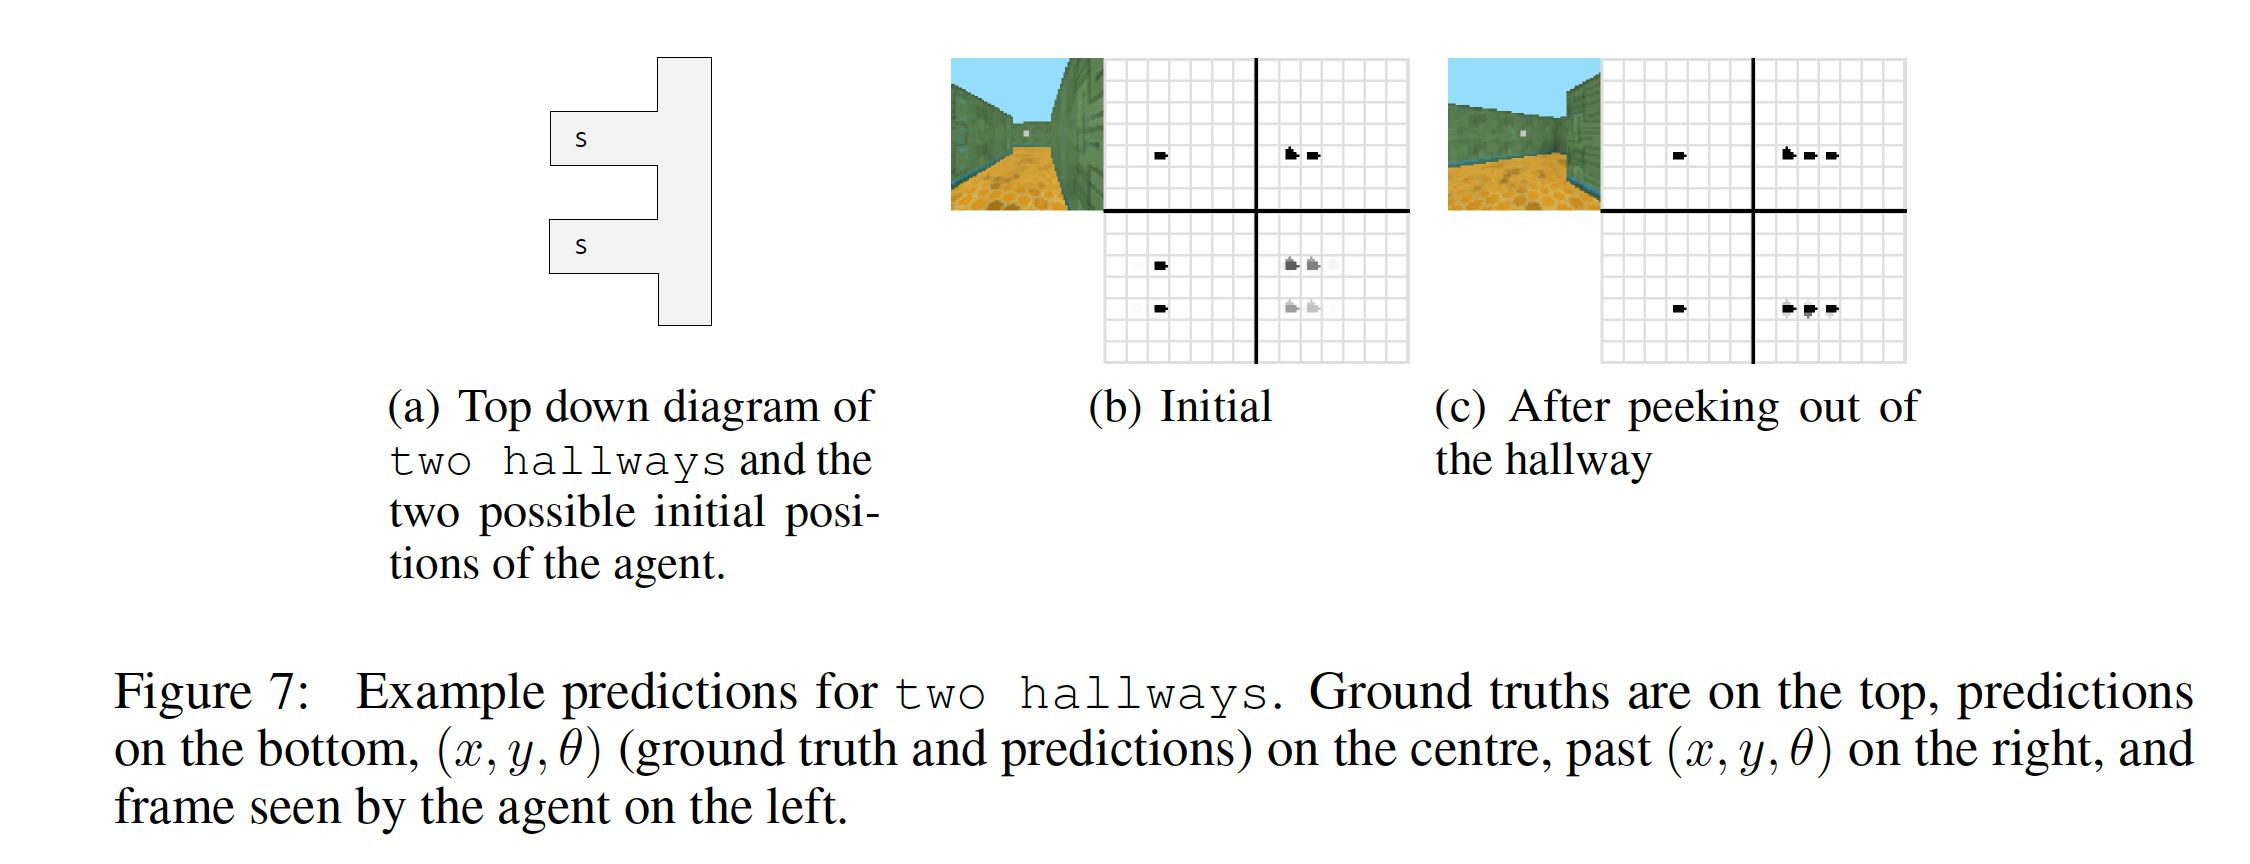 s
s
(a) Top down diagram of
two hallways and the
two possible initial posi-
tions of the agent.
(b) Initial
(c) After peeking out of
the hallway
Figure 7: Example predictions for two hallways. Ground truths are on the top, predictions
on the bottom, (x, y, θ) (ground truth and predictions) on the centre, past (x, y, θ) on the right, and
frame seen by the agent on the left.